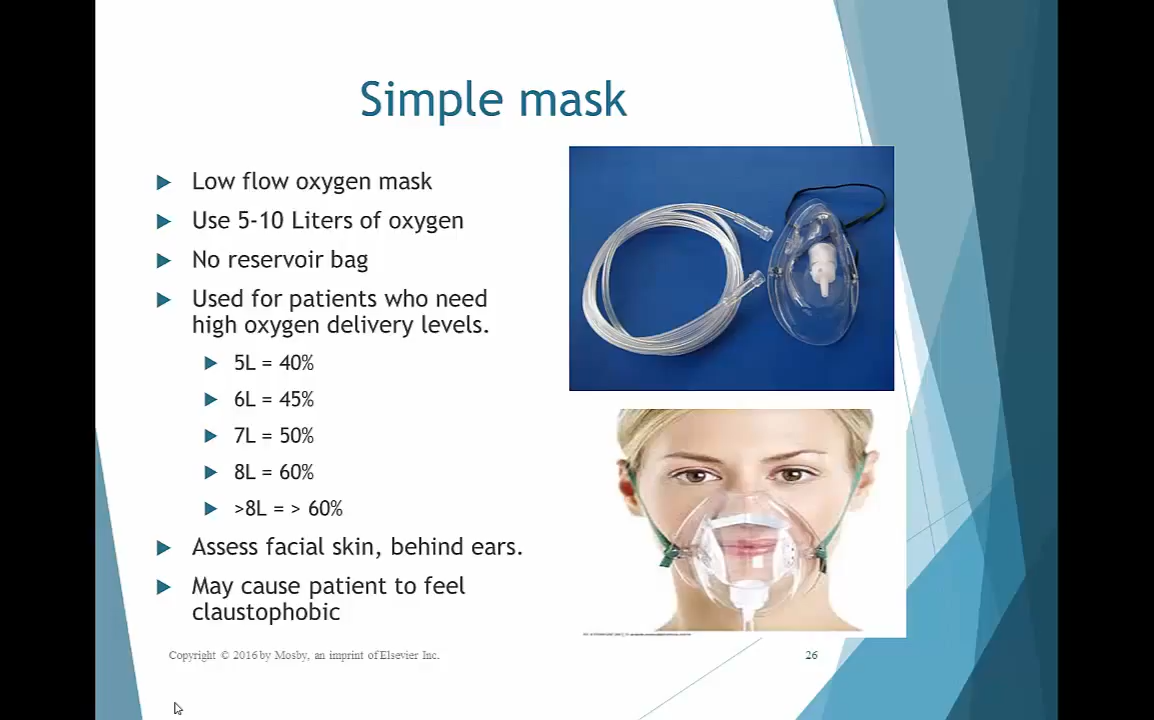 Simple mask
Low flow oxygen mask
Use 5-10 Liters of oxygen
No reservoir bag
Used for patients who need
high oxygen delivery levels.
5L = 40%
6L = 45%
7L = 50%
8L = 60%
>8L = > 60%
Assess facial skin, behind ears.
May cause patient to feel
claustophobic
Copyright © 2016 by Mosby, an imprint of Elsevier Inc.
26